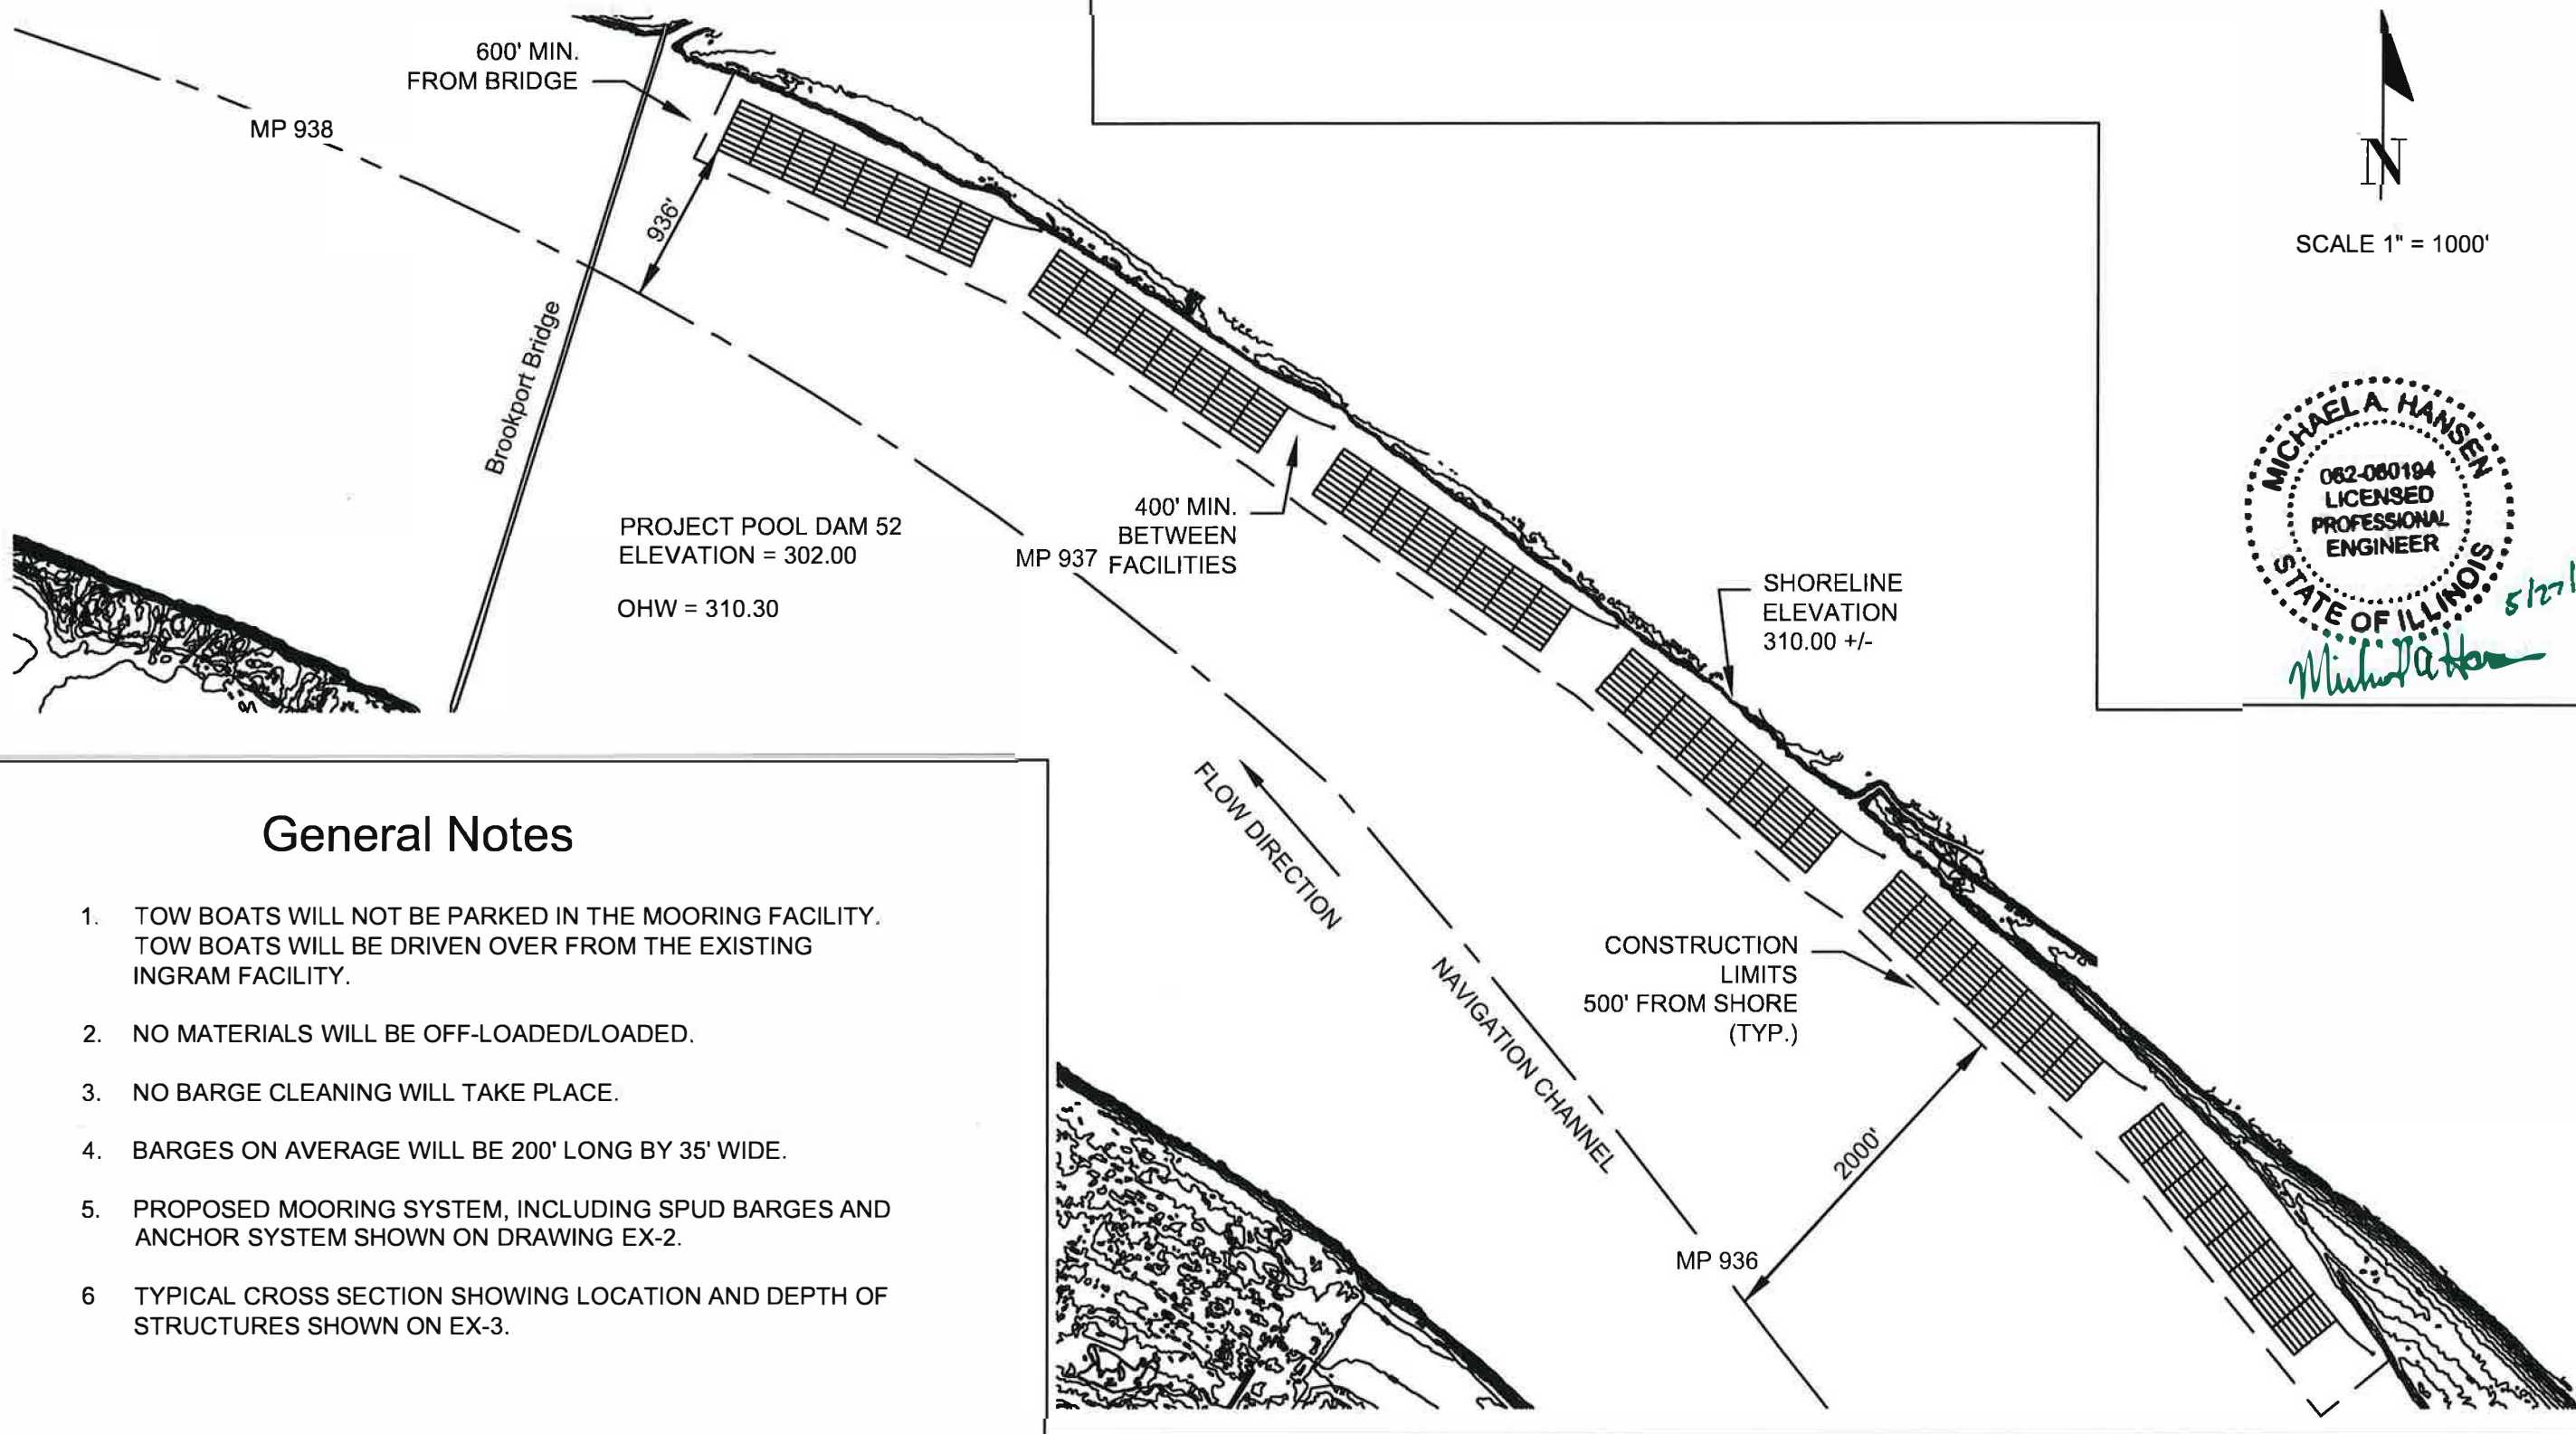 600' MIN.
FROM BRIDGE
MP 938
936'
Brookport Bridge
PROJECT POOL DAM 52
ELEVATION = 302.00
OHW = 310.30
400' MIN.
BETWEEN
FACILITIES
MP 937
SHORELINE
ELEVATION
310.00 +/-
FLOW DIRECTION
NAVIGATION CHANNEL
CONSTRUCTION
LIMITS
500' FROM SHORE
(TYP.)
2000'
MP 936
N
SCALE 1" = 1000'
MICHAEL A. HANSEN
062-060194
LICENSED
PROFESSIONAL
ENGINEER
STATE OF ILLINOIS
5/27/
General Notes
1. TOW BOATS WILL NOT BE PARKED IN THE MOORING FACILITY.
TOW BOATS WILL BE DRIVEN OVER FROM THE EXISTING
INGRAM FACILITY.
2. NO MATERIALS WILL BE OFF-LOADED/LOADED.
3. NO BARGE CLEANING WILL TAKE PLACE.
4. BARGES ON AVERAGE WILL BE 200' LONG BY 35' WIDE.
5. PROPOSED MOORING SYSTEM, INCLUDING SPUD BARGES AND
ANCHOR SYSTEM SHOWN ON DRAWING EX-2.
6 TYPICAL CROSS SECTION SHOWING LOCATION AND DEPTH OF
STRUCTURES SHOWN ON EX-3.